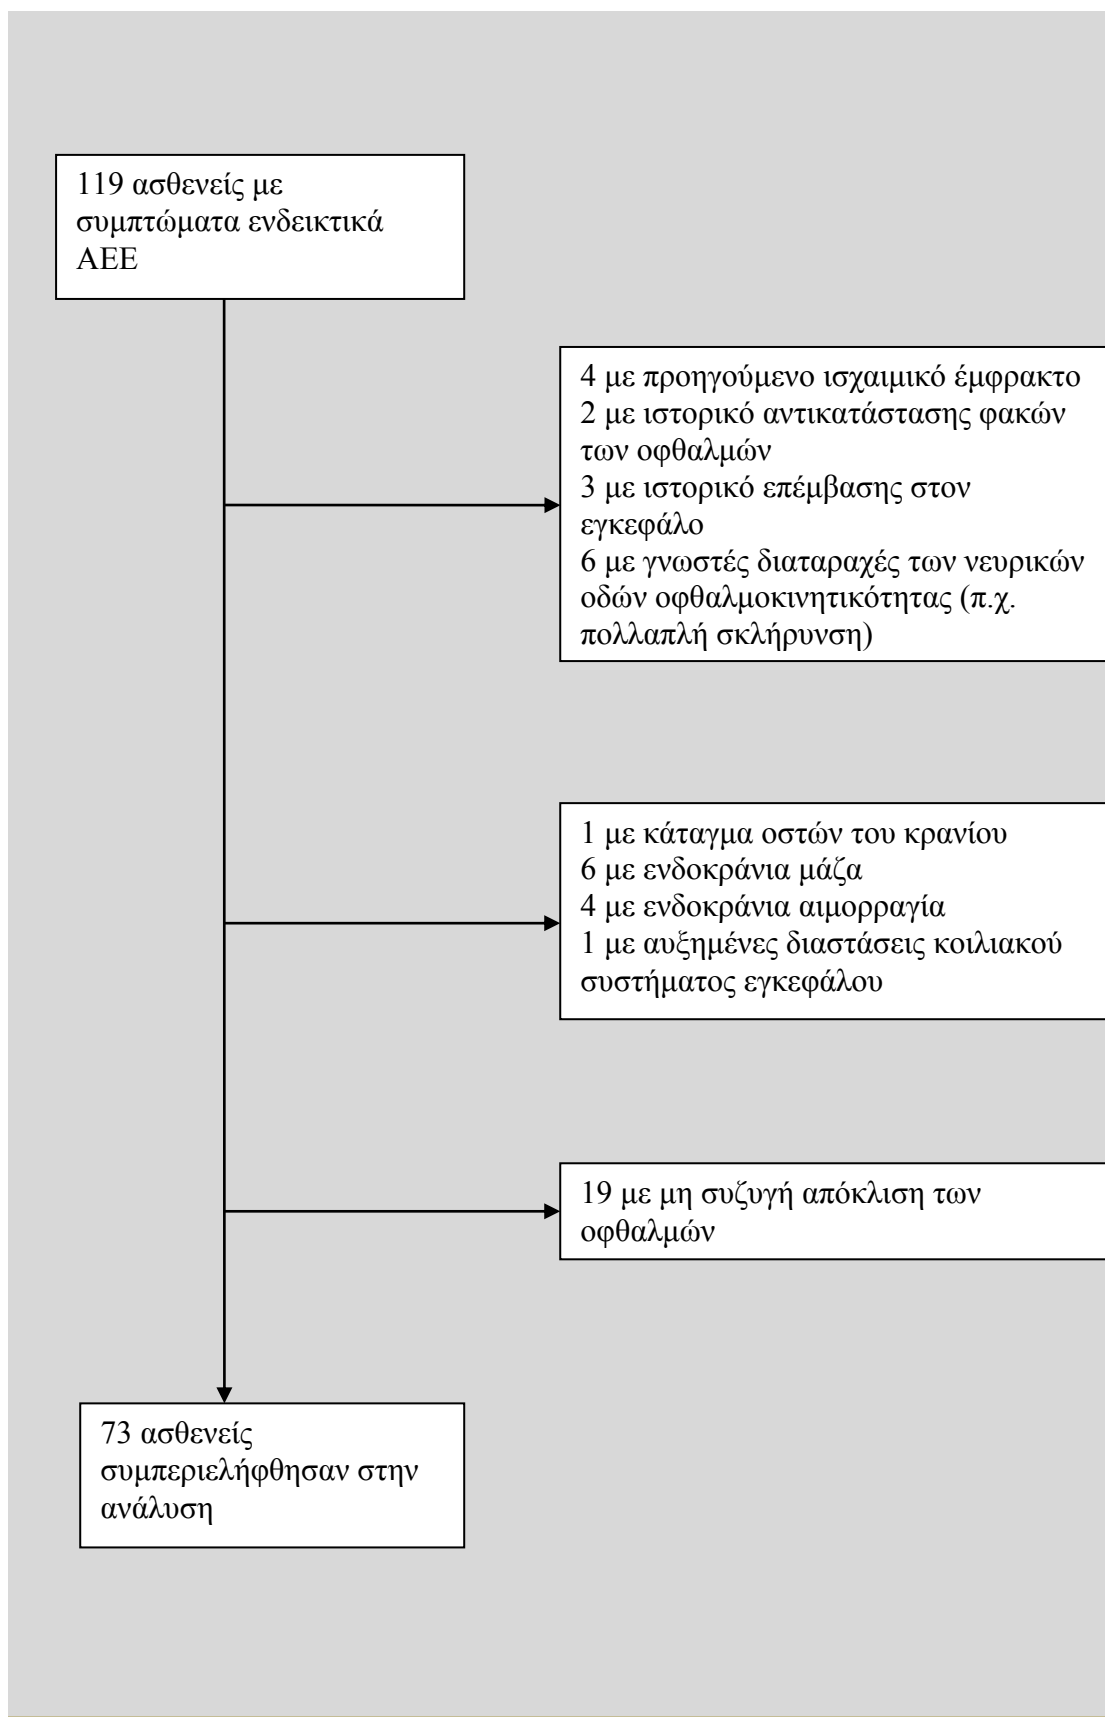 119 ασθενείς με
συμπτώματα ενδεικτικά
ΑΕΕ
4 με προηγούμενο ισχαιμικό έμφρακτο
2 με ιστορικό αντικατάστασης φακών
των οφθαλμών
3 με ιστορικό επέμβασης στον
εγκεφάλο
6 με γνωστές διαταραχές των νευρικών
οδών οφθαλμοκινητικότητας (π.χ.
πολλαπλή σκλήρυνση)
1 με κάταγμα οστών του κρανίου
6 με ενδοκράνια μάζα
4 με ενδοκράνια αιμορραγία
1 με αυξημένες διαστάσεις κοιλιακού
συστήματος εγκεφάλου
19 με μη συζυγή απόκλιση των
οφθαλμών
73 ασθενείς
συμπεριελήφθησαν στην
ανάλυση